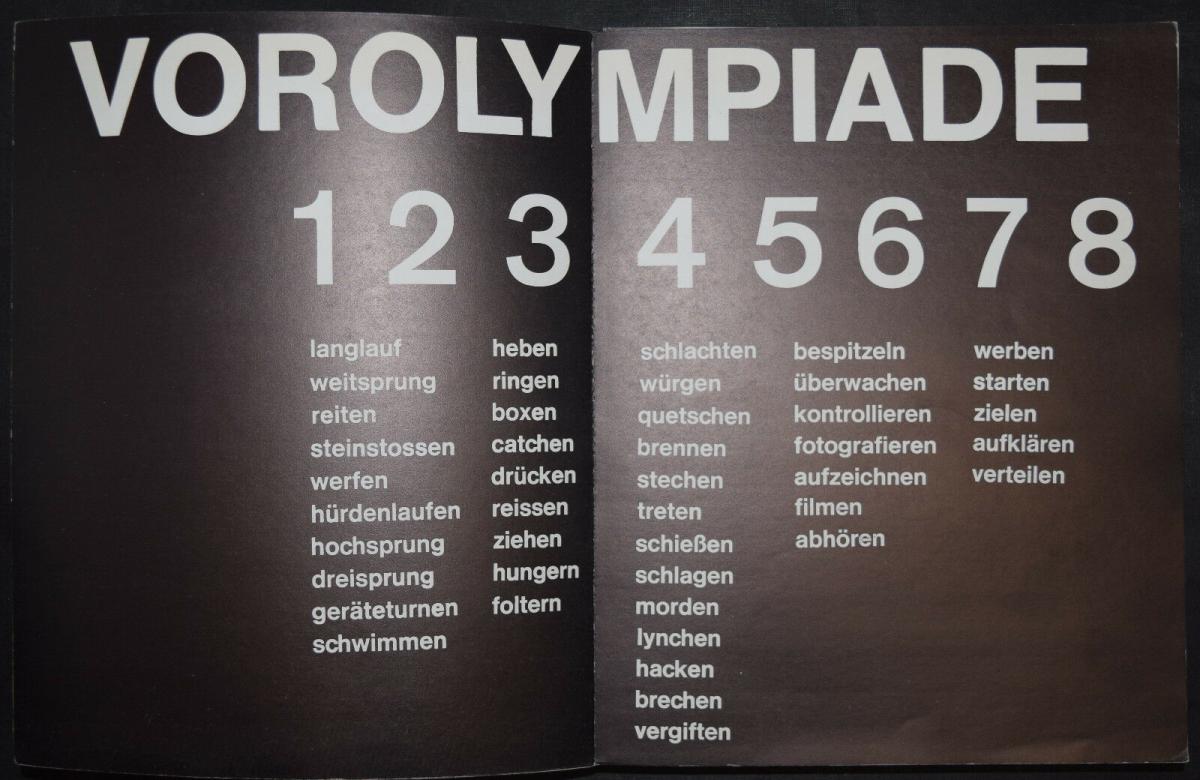 VOROLYMPIADE
1 2 3 4 5 6 7 8
langlauf
weitsprung
reiten
steinstossen
werfen
hürdenlaufen
hochsprung
dreisprung
geräteturnen
schwimmen
heben
ringen
boxen
catchen
drücken
reissen
ziehen
hungern
foltern
schlachten
würgen
quetschen
brennen
stechen
treten
schießen
schlagen
morden
lynchen
hacken
brechen
vergiften
bespitzeln
überwachen
kontrollieren
fotografieren
aufzeichnen
filmen
abhören
werben
starten
zielen
aufklären
verteilen